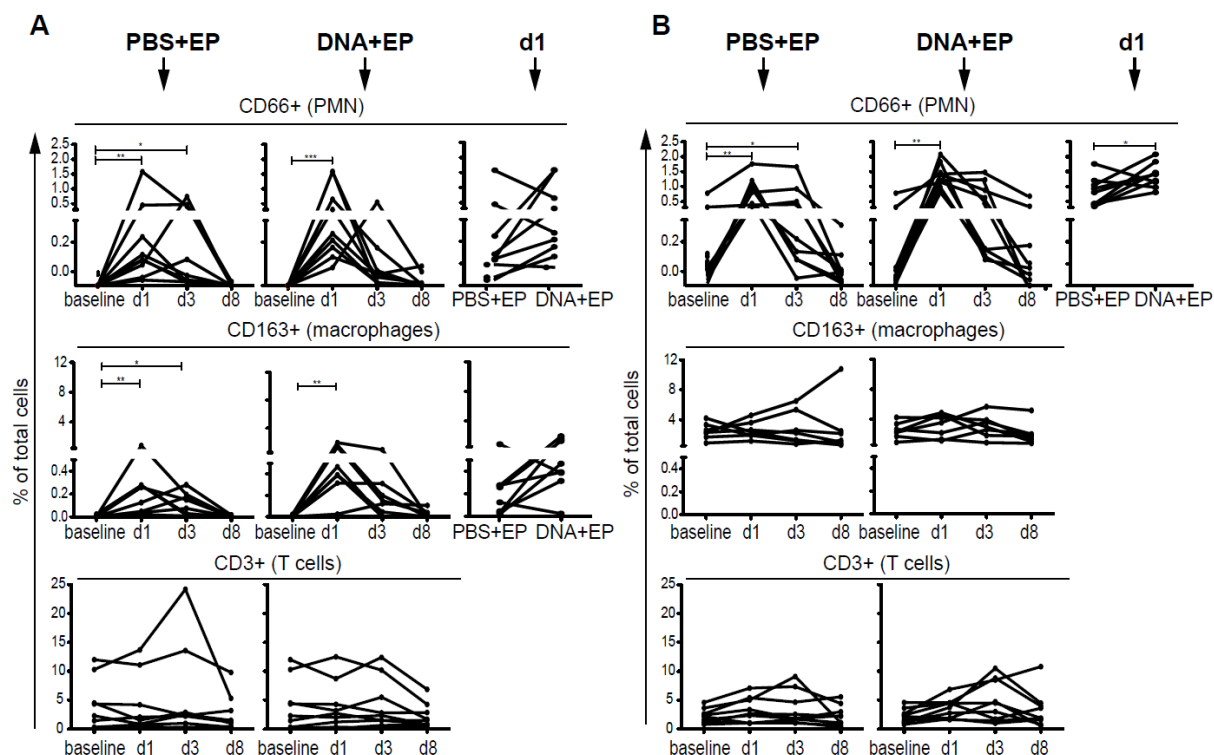 A
PBS+EP DNA+EP d1
CD66+ (PMN)
2.5
2.0
1.5
1.0
0.5
0.2
0.0
* ** ***
baseline d1 d3 d8 baseline d1 d3 d8 PBS+EP DNA+EP
CD163+ (macrophages)
% of total cells
12
8
4
0.4
0.2
0.0
* ** **
baseline d1 d3 d8 baseline d1 d3 d8 PBS+EP DNA+EP
CD3+ (T cells)
25
20
15
10
5
0
baseline d1 d3 d8 baseline d1 d3 d8
B
PBS+EP DNA+EP d1
CD66+ (PMN)
2.5
2.0
1.5
1.0
0.5
0.2
0.0
* ** ** *
baseline d1 d3 d8 baseline d1 d3 d8 PBS+EP DNA+EP
CD163+ (macrophages)
% of total cells
12
8
4
0.6
0.4
0.2
0.0
baseline d1 d3 d8 baseline d1 d3 d8
CD3+ (T cells)
25
20
15
10
5
0
baseline d1 d3 d8 baseline d1 d3 d8